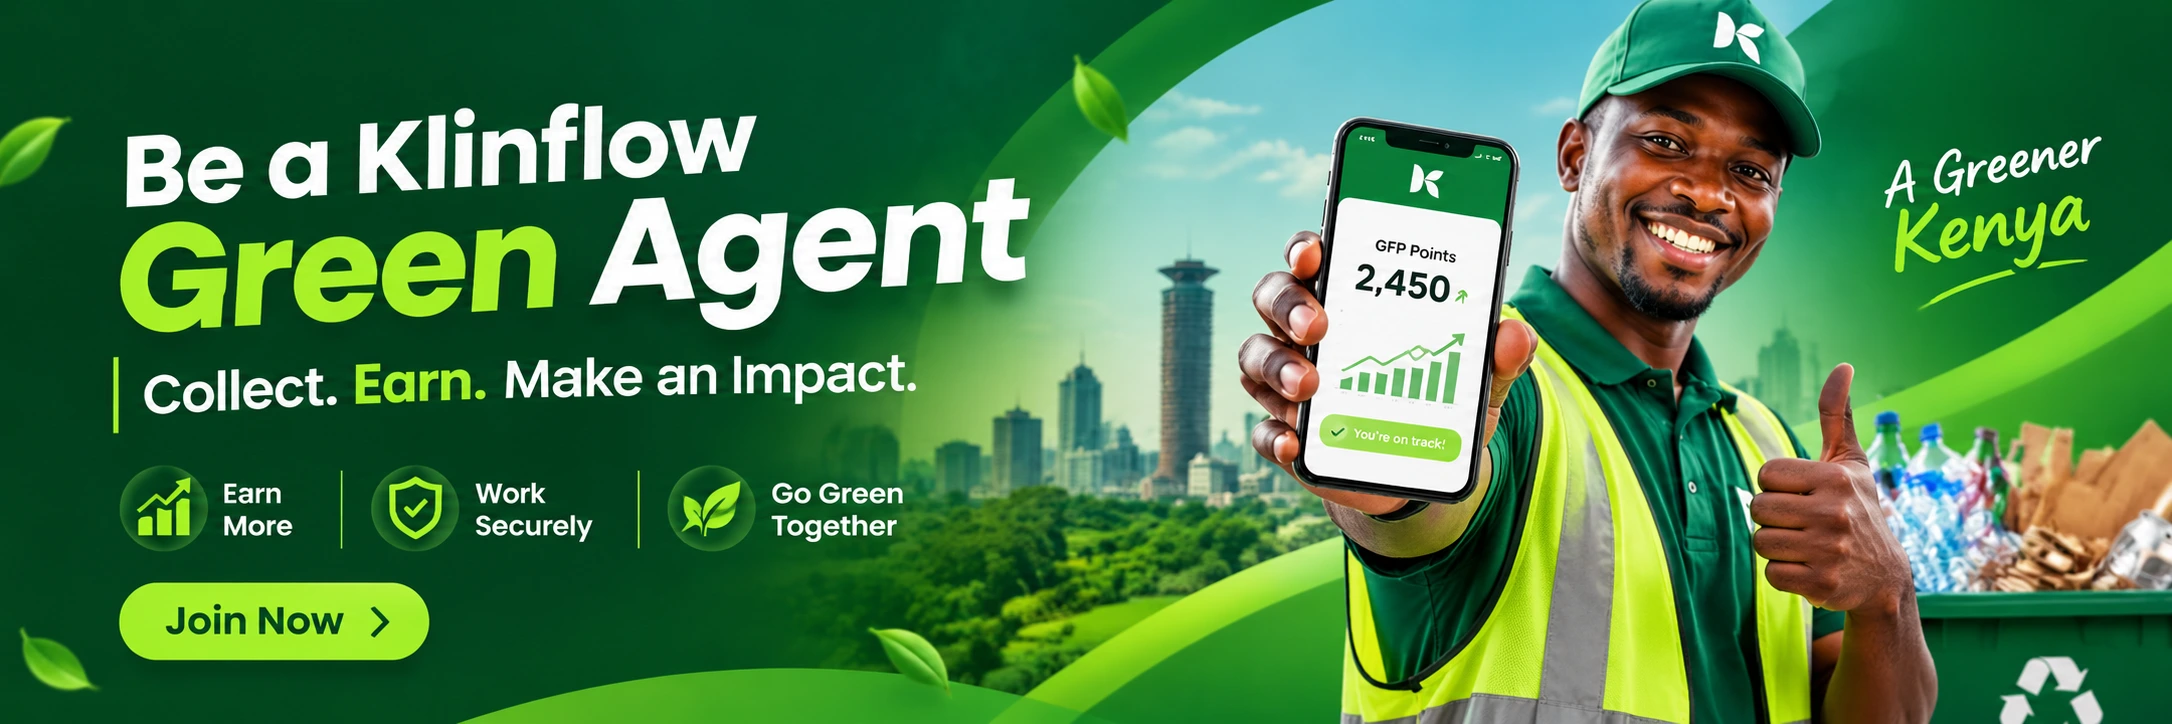 Be a Klinflow
Green Agent
Collect. Earn. Make an Impact.
Earn
More
Work
Securely
Go Green
Together
Join Now
GFP Points
2,450
You're on track!
A Greener
Kenya